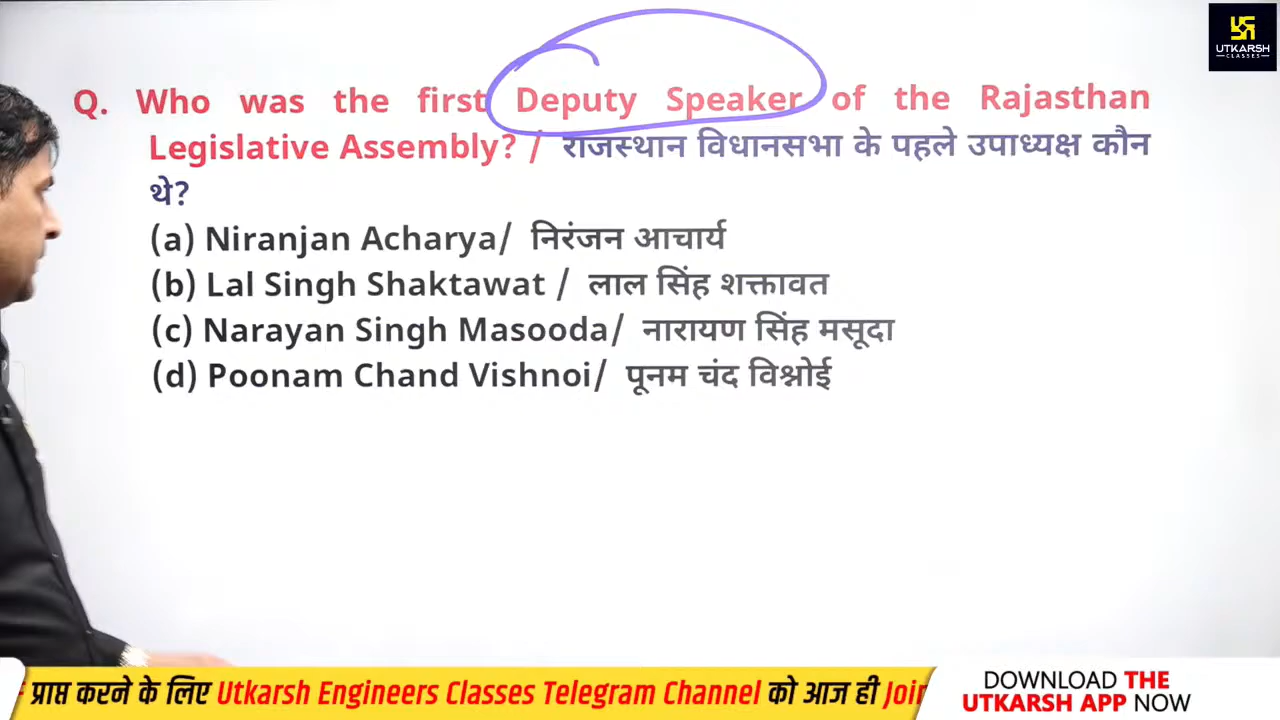 UTKARSH
CLASSES
Q. Who was the first Deputy Speaker of the Rajasthan
Legislative Assembly? / राजस्थान विधानसभा के पहले उपाध्यक्ष कौन
थे?
(a) Niranjan Acharya/ निरंजन आचार्य
(b) Lal Singh Shaktawat / लाल सिंह शक्तावत
(c) Narayan Singh Masooda/ नारायण सिंह मसूदा
(d) Poonam Chand Vishnoi/ पूनम चंद विश्नोई
प्राप्त करने के लिए Utkarsh Engineers Classes Telegram Channel को आज ही Join
DOWNLOAD THE
UTKARSH APP NOW